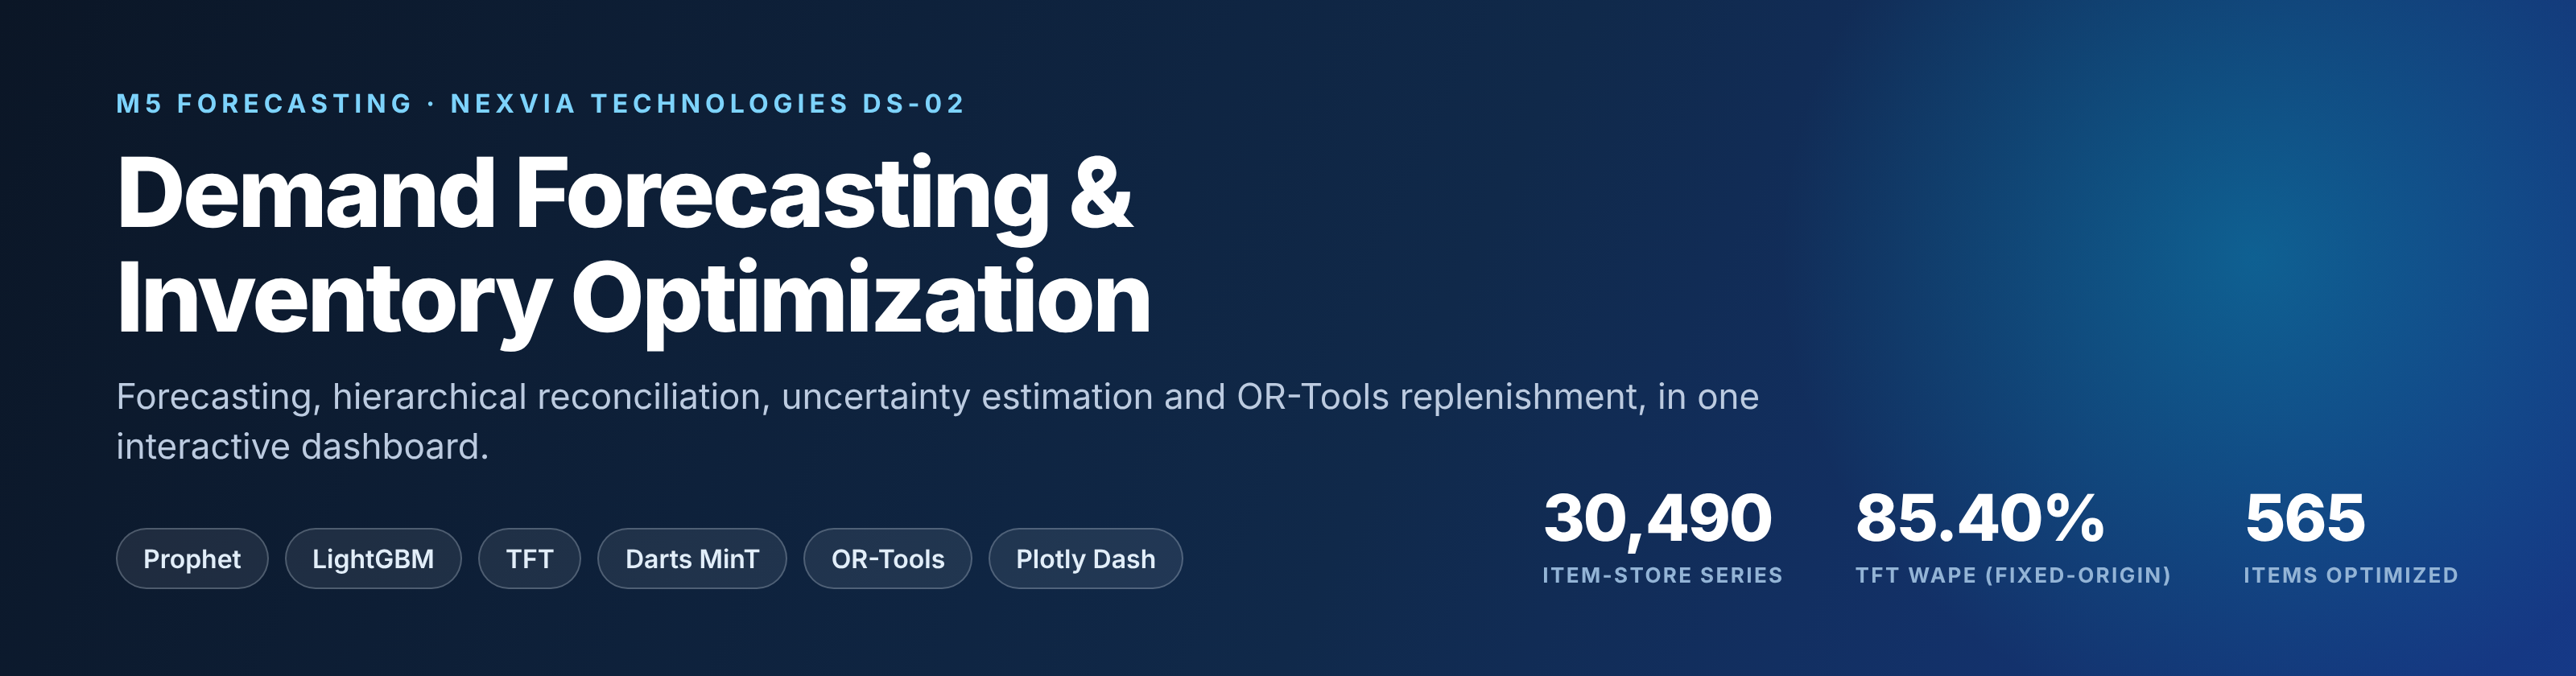 M5 FORECASTING · NEXVIA TECHNOLOGIES DS-02
Demand Forecasting &
Inventory Optimization
Forecasting, hierarchical reconciliation, uncertainty estimation and OR-Tools replenishment, in one
interactive dashboard.
Prophet LightGBM TFT Darts MinT OR-Tools Plotly Dash
30,490 85.40% 565
ITEM-STORE SERIES TFT WAPE (FIXED-ORIGIN) ITEMS OPTIMIZED